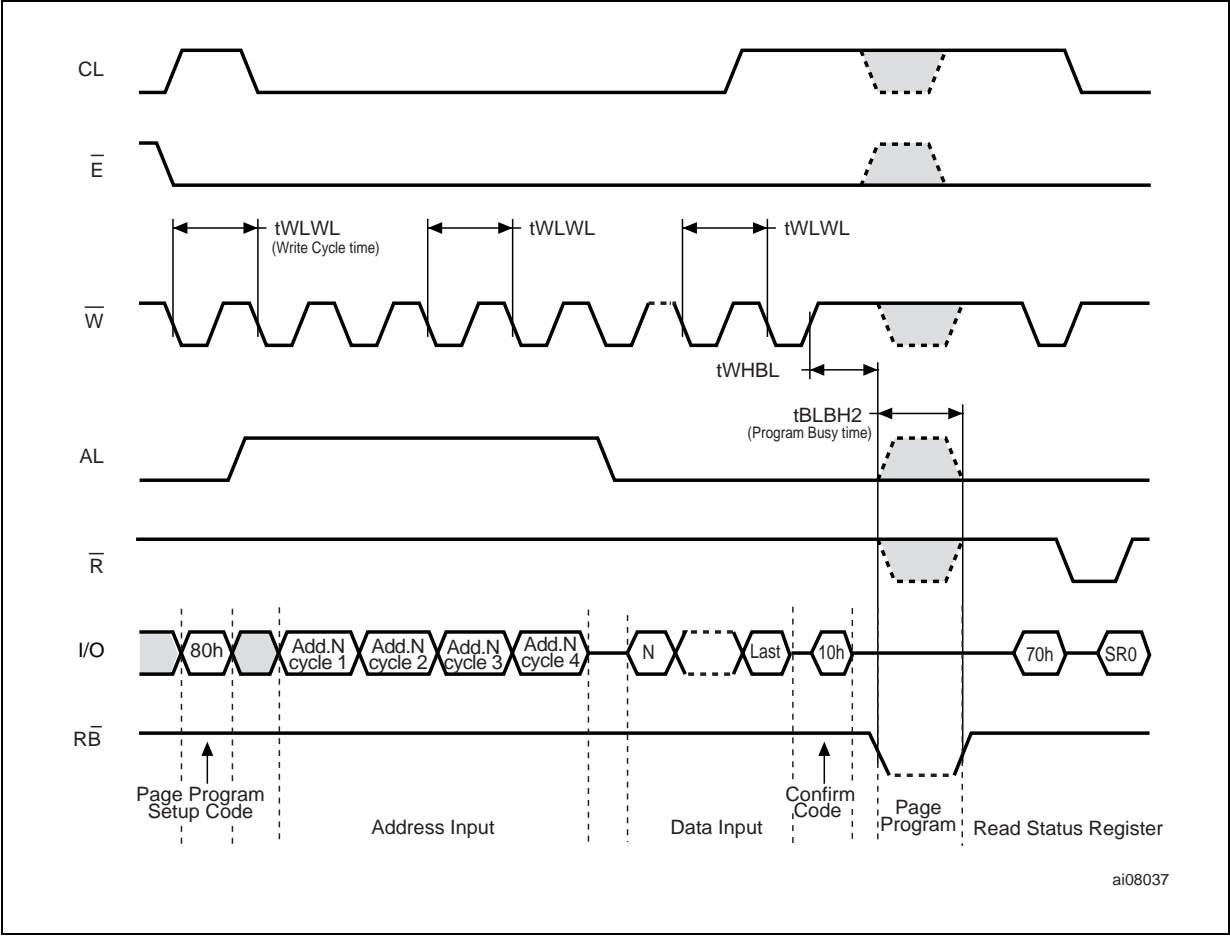 CL
E̅
tWLWL
(Write Cycle time)
tWLWL
tWLWL
W̅
tWHBL
tBLBH2
(Program Busy time)
AL
R̅
I/O
80h
Add.N
cycle 1
Add.N
cycle 2
Add.N
cycle 3
Add.N
cycle 4
N
Last
10h
70h
SR0
RB̅
Page Program
Setup Code
Address Input
Data Input
Confirm
Code
Page
Program
Read Status Register
ai08037